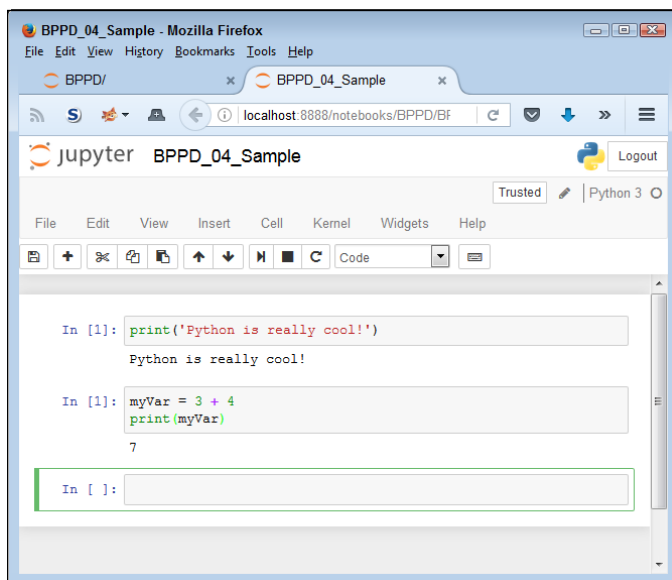 BPPD_04_Sample - Mozilla Firefox
File Edit View History Bookmarks Tools Help
BPPD/ × BPPD_04_Sample ×
S) localhost:8888/notebooks/BPPD/BF »
jupyter BPPD_04_Sample Logout
Trusted Python 3
File Edit View Insert Cell Kernel Widgets Help
Code
In [1]: print('Python is really cool!')
Python is really cool!
In [1]: myVar = 3 + 4
print(myVar)
7
In [ ]: